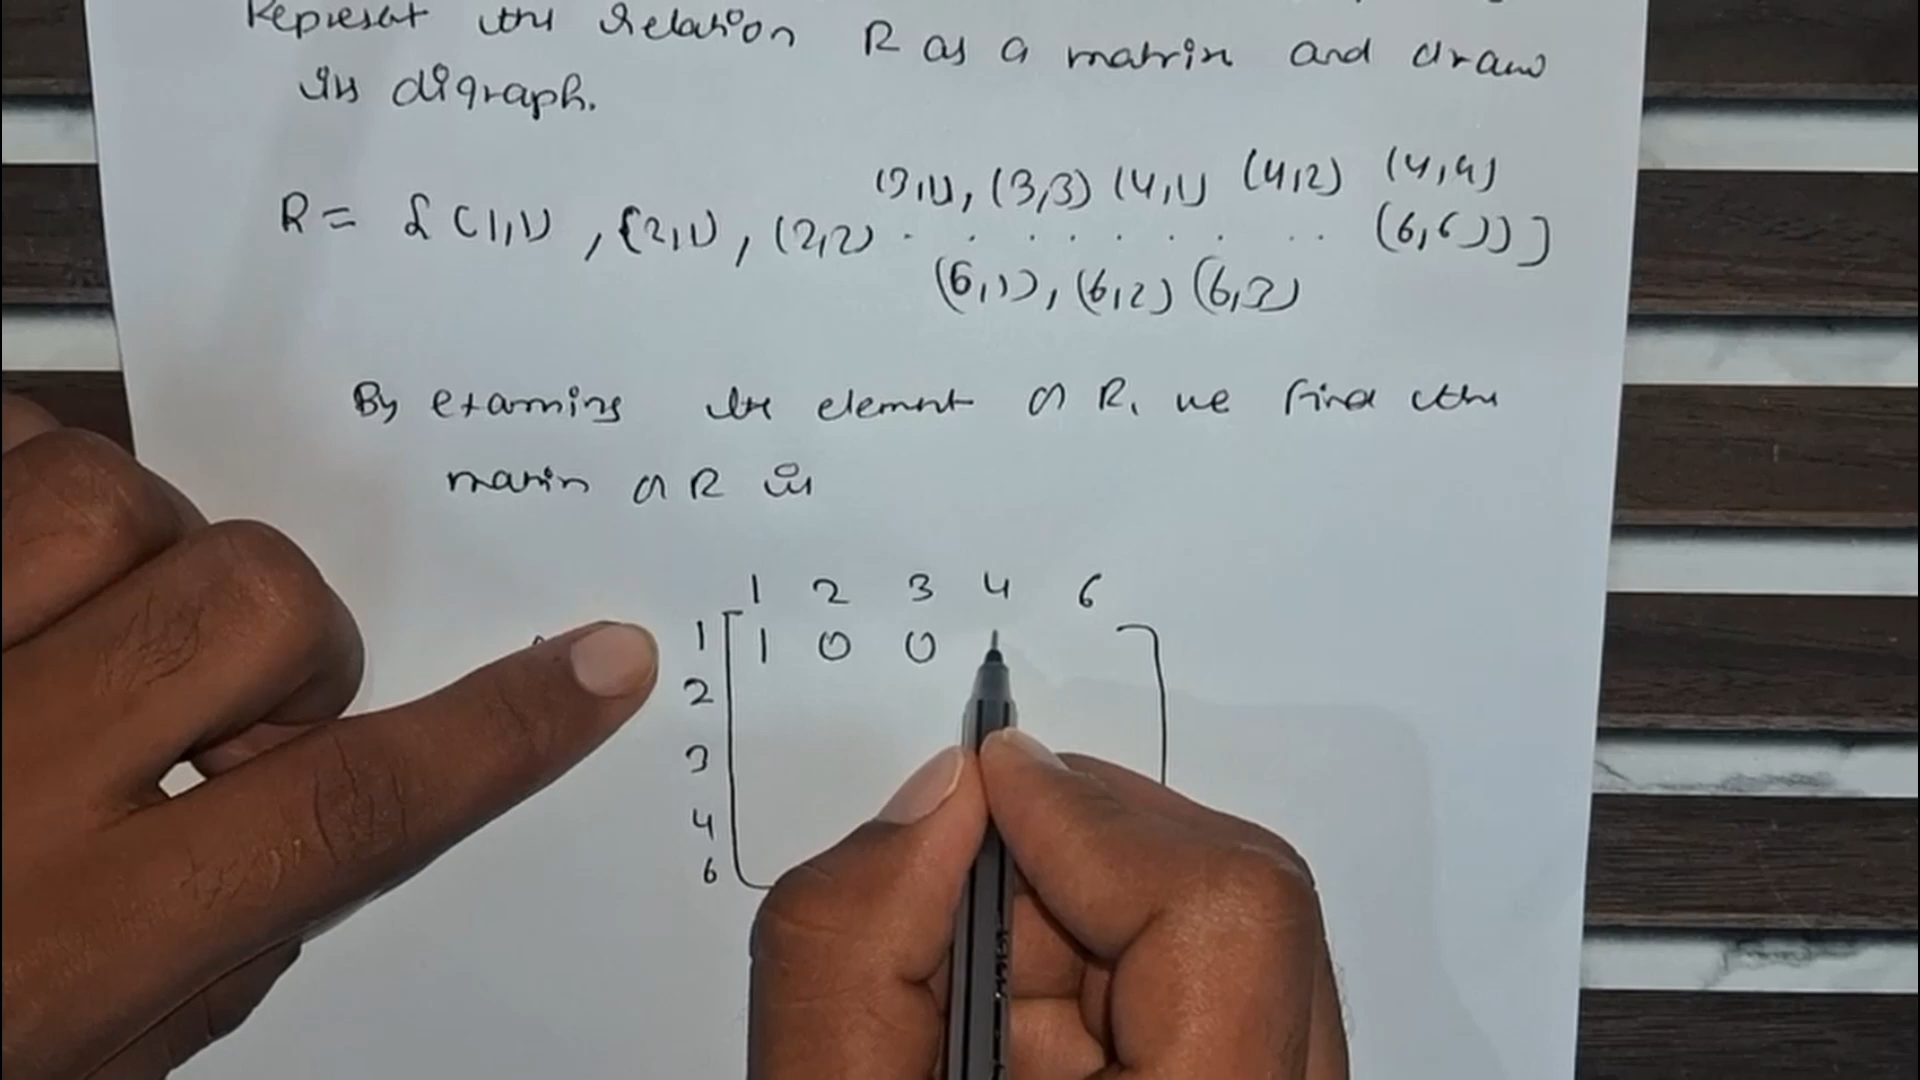 Represent the relation R as a matrix and draw
its digraph.
(3,1), (3,3) (4,1) (4,2) (4,4)
R = { (1,1) , (2,1) , (2,2) . . . . . . . . . (6,6) }
(6,1), (6,2) (6,3)
By examing the element of R, we find the
matrix of R is
1 2 3 4 6
1 1 0 0
2
3
4
6